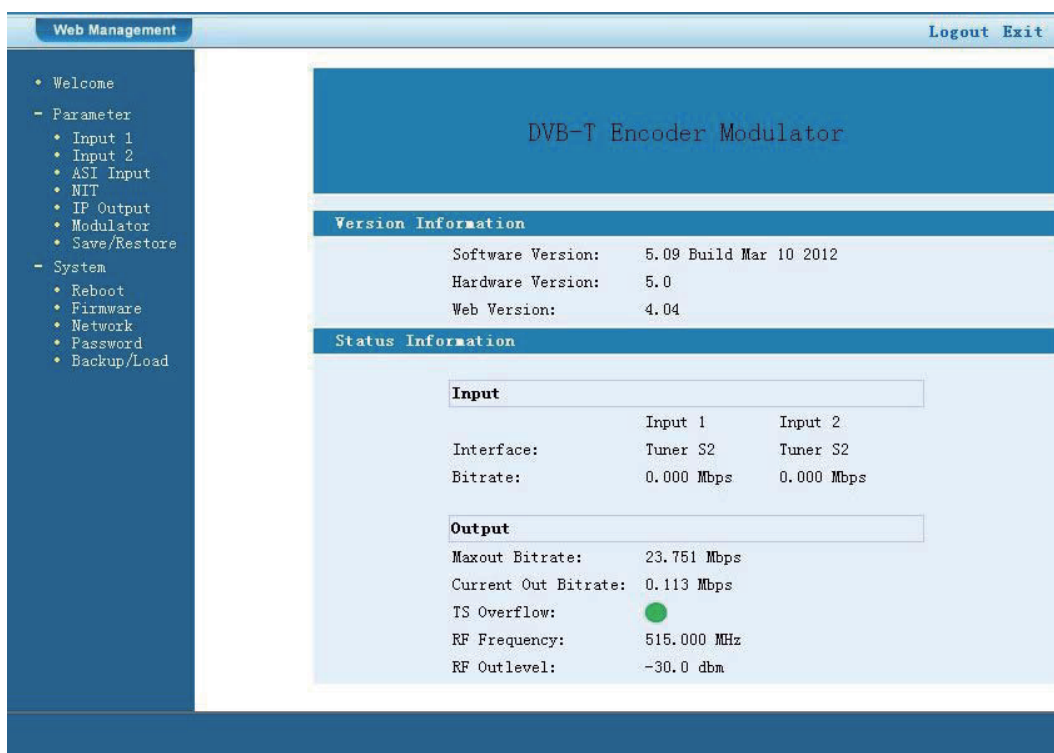 Web Management
Logout Exit
Welcome
Parameter
Input 1
Input 2
ASI Input
NIT
IP Output
Modulator
Save/Restore
System
Reboot
Firmware
Network
Password
Backup/Load
DVB-T Encoder Modulator
Version Information
Software Version: 5.09 Build Mar 10 2012
Hardware Version: 5.0
Web Version: 4.04
Status Information
Input
Input 1 Input 2
Interface: Tuner S2 Tuner S2
Bitrate: 0.000 Mbps 0.000 Mbps
Output
Maxout Bitrate: 23.751 Mbps
Current Out Bitrate: 0.113 Mbps
TS Overflow:
RF Frequency: 515.000 MHz
RF Outlevel: -30.0 dbm